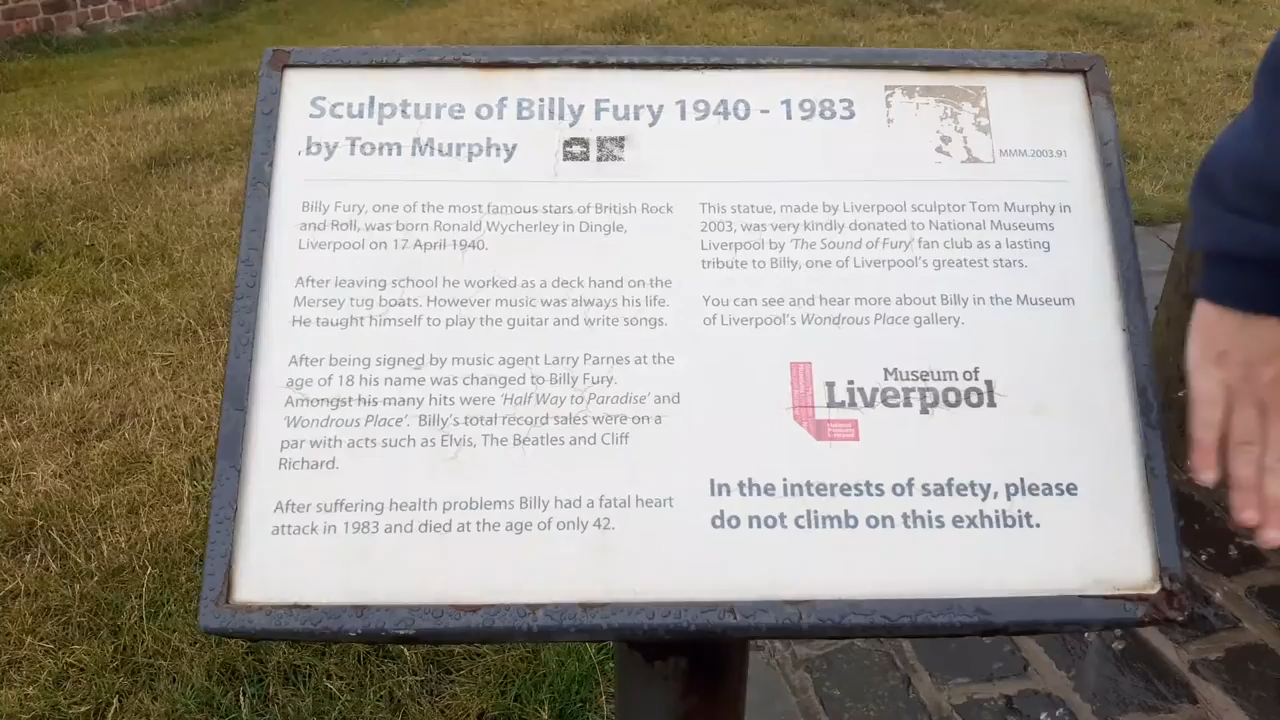 Sculpture of Billy Fury 1940 - 1983
by Tom Murphy
MMM.2003.91
Billy Fury, one of the most famous stars of British Rock
and Roll, was born Ronald Wycherley in Dingle,
Liverpool on 17 April 1940.
After leaving school he worked as a deck hand on the
Mersey tug boats. However music was always his life.
He taught himself to play the guitar and write songs.
After being signed by music agent Larry Parnes at the
age of 18 his name was changed to Billy Fury.
Amongst his many hits were 'Half Way to Paradise' and
'Wondrous Place'. Billy's total record sales were on a
par with acts such as Elvis, The Beatles and Cliff
Richard.
After suffering health problems Billy had a fatal heart
attack in 1983 and died at the age of only 42.
This statue, made by Liverpool sculptor Tom Murphy in
2003, was very kindly donated to National Museums
Liverpool by 'The Sound of Fury' fan club as a lasting
tribute to Billy, one of Liverpool's greatest stars.
You can see and hear more about Billy in the Museum
of Liverpool's Wondrous Place gallery.
Museum of
Liverpool
National
Museums
Liverpool
In the interests of safety, please
do not climb on this exhibit.